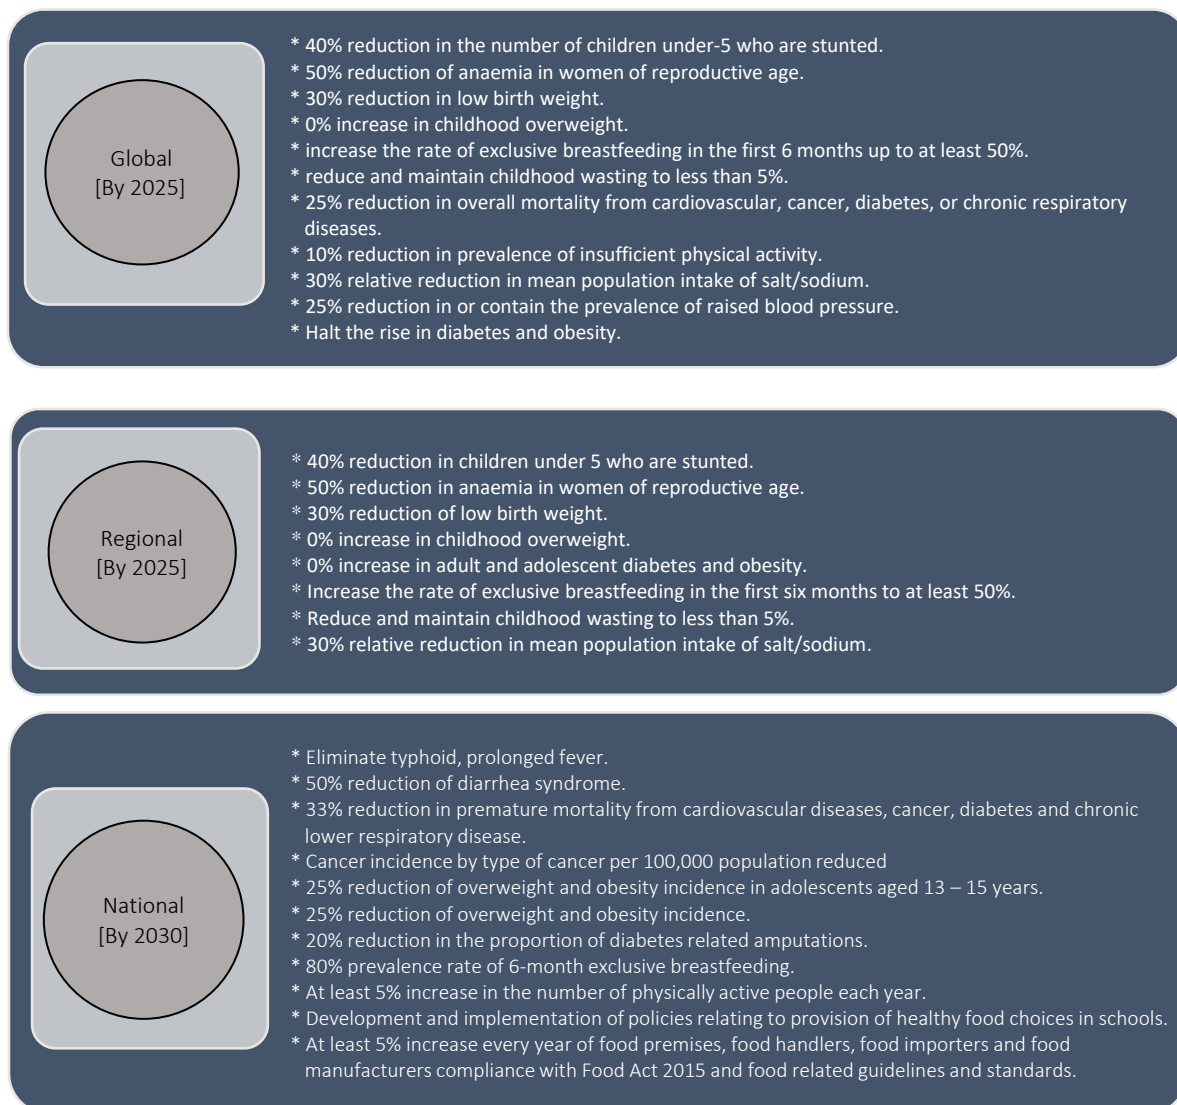 Global
[By 2025]
* 40% reduction in the number of children under-5 who are stunted.
* 50% reduction of anaemia in women of reproductive age.
* 30% reduction in low birth weight.
* 0% increase in childhood overweight.
* increase the rate of exclusive breastfeeding in the first 6 months up to at least 50%.
* reduce and maintain childhood wasting to less than 5%.
* 25% reduction in overall mortality from cardiovascular, cancer, diabetes, or chronic respiratory
diseases.
* 10% reduction in prevalence of insufficient physical activity.
* 30% relative reduction in mean population intake of salt/sodium.
* 25% reduction in or contain the prevalence of raised blood pressure.
* Halt the rise in diabetes and obesity.
Regional
[By 2025]
* 40% reduction in children under 5 who are stunted.
* 50% reduction in anaemia in women of reproductive age.
* 30% reduction of low birth weight.
* 0% increase in childhood overweight.
* 0% increase in adult and adolescent diabetes and obesity.
* Increase the rate of exclusive breastfeeding in the first six months to at least 50%.
* Reduce and maintain childhood wasting to less than 5%.
* 30% relative reduction in mean population intake of salt/sodium.
National
[By 2030]
* Eliminate typhoid, prolonged fever.
* 50% reduction of diarrhea syndrome.
* 33% reduction in premature mortality from cardiovascular diseases, cancer, diabetes and chronic
lower respiratory disease.
* Cancer incidence by type of cancer per 100,000 population reduced
* 25% reduction of overweight and obesity incidence in adolescents aged 13 – 15 years.
* 25% reduction of overweight and obesity incidence.
* 20% reduction in the proportion of diabetes related amputations.
* 80% prevalence rate of 6-month exclusive breastfeeding.
* At least 5% increase in the number of physically active people each year.
* Development and implementation of policies relating to provision of healthy food choices in schools.
* At least 5% increase every year of food premises, food handlers, food importers and food
manufacturers compliance with Food Act 2015 and food related guidelines and standards.